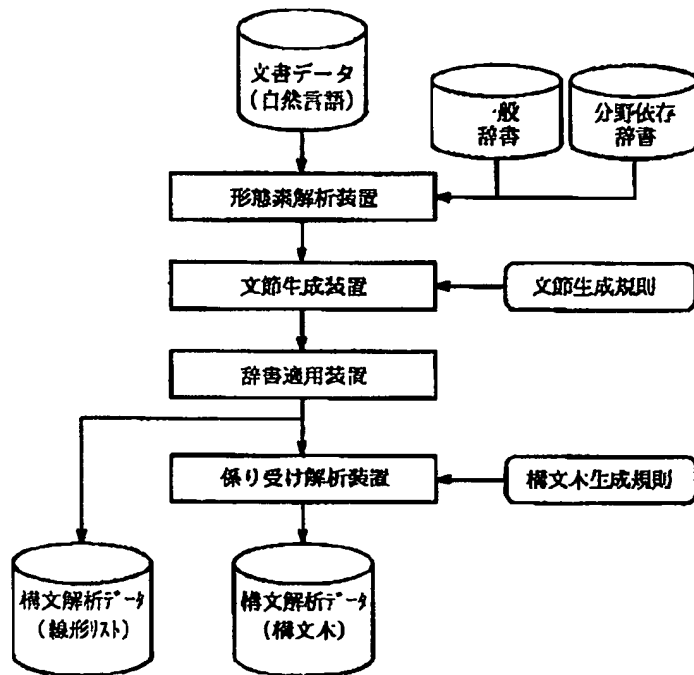 文書データ
(自然言語)
一般
辞書
分野依存
辞書
形態素解析装置
文節生成装置
文節生成規則
辞書適用装置
係り受け解析装置
構文木生成規則
構文解析データ
(線形リスト)
構文解析データ
(構文木)